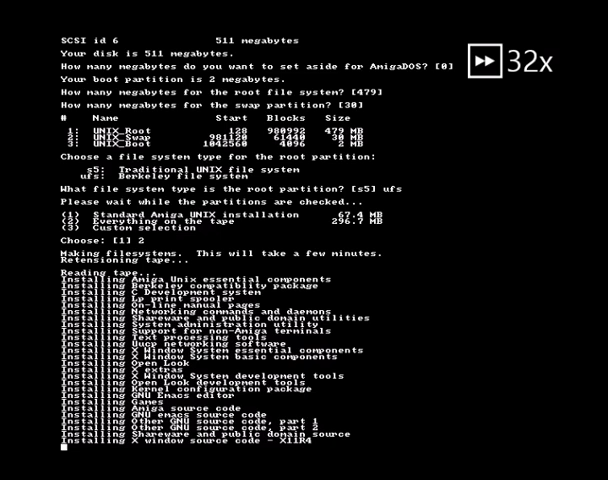 SCSI id 6 511 megabytes
Your disk is 511 megabytes.
How many megabytes do you want to set aside for AmigaDOS? [0]
32x
Your boot partition is 2 megabytes.
How many megabytes for the root file system? [479]
How many megabytes for the swap partition? [30]
# Name Start Blocks Size
1: UNIX_Root 128 980992 479 MB
2: UNIX_Swap 981120 61440 30 MB
3: UNIX_Boot 1042560 4096 2 MB
Choose a file system type for the root partition:
s5: Traditional UNIX file system
ufs: Berkeley file system
What file system type is the root partition? [s5] ufs
Please wait while the partitions are checked...
(1) Standard Amiga UNIX installation 67.4 MB
(2) Everything on the tape 296.7 MB
(3) Custom selection
Choose: [1] 2
Making filesystems. This will take a few minutes.
Retensioning tape...
Reading tape...
Installing Amiga Unix essential components
Installing Berkeley compatiblity package
Installing C Development system
Installing Lp print spooler
Installing On-line manual pages
Installing Networking commands and daemons
Installing Shareware and public domain utilities
Installing System administration utility
Installing Support for non-Amiga terminals
Installing Text processing tools
Installing Uucp networking software
Installing X Window System essential components
Installing X Window System basic components
Installing Open Look
Installing X extras
Installing X Window System development tools
Installing Open Look development tools
Installing Kernel configuration package
Installing GNU Emacs editor
Installing Games
Installing Amiga source code
Installing GNU emacs source code
Installing Other GNU source code, part 1
Installing Other GNU source code, part 2
Installing Shareware and public domain source
Installing X window source code - X11R4